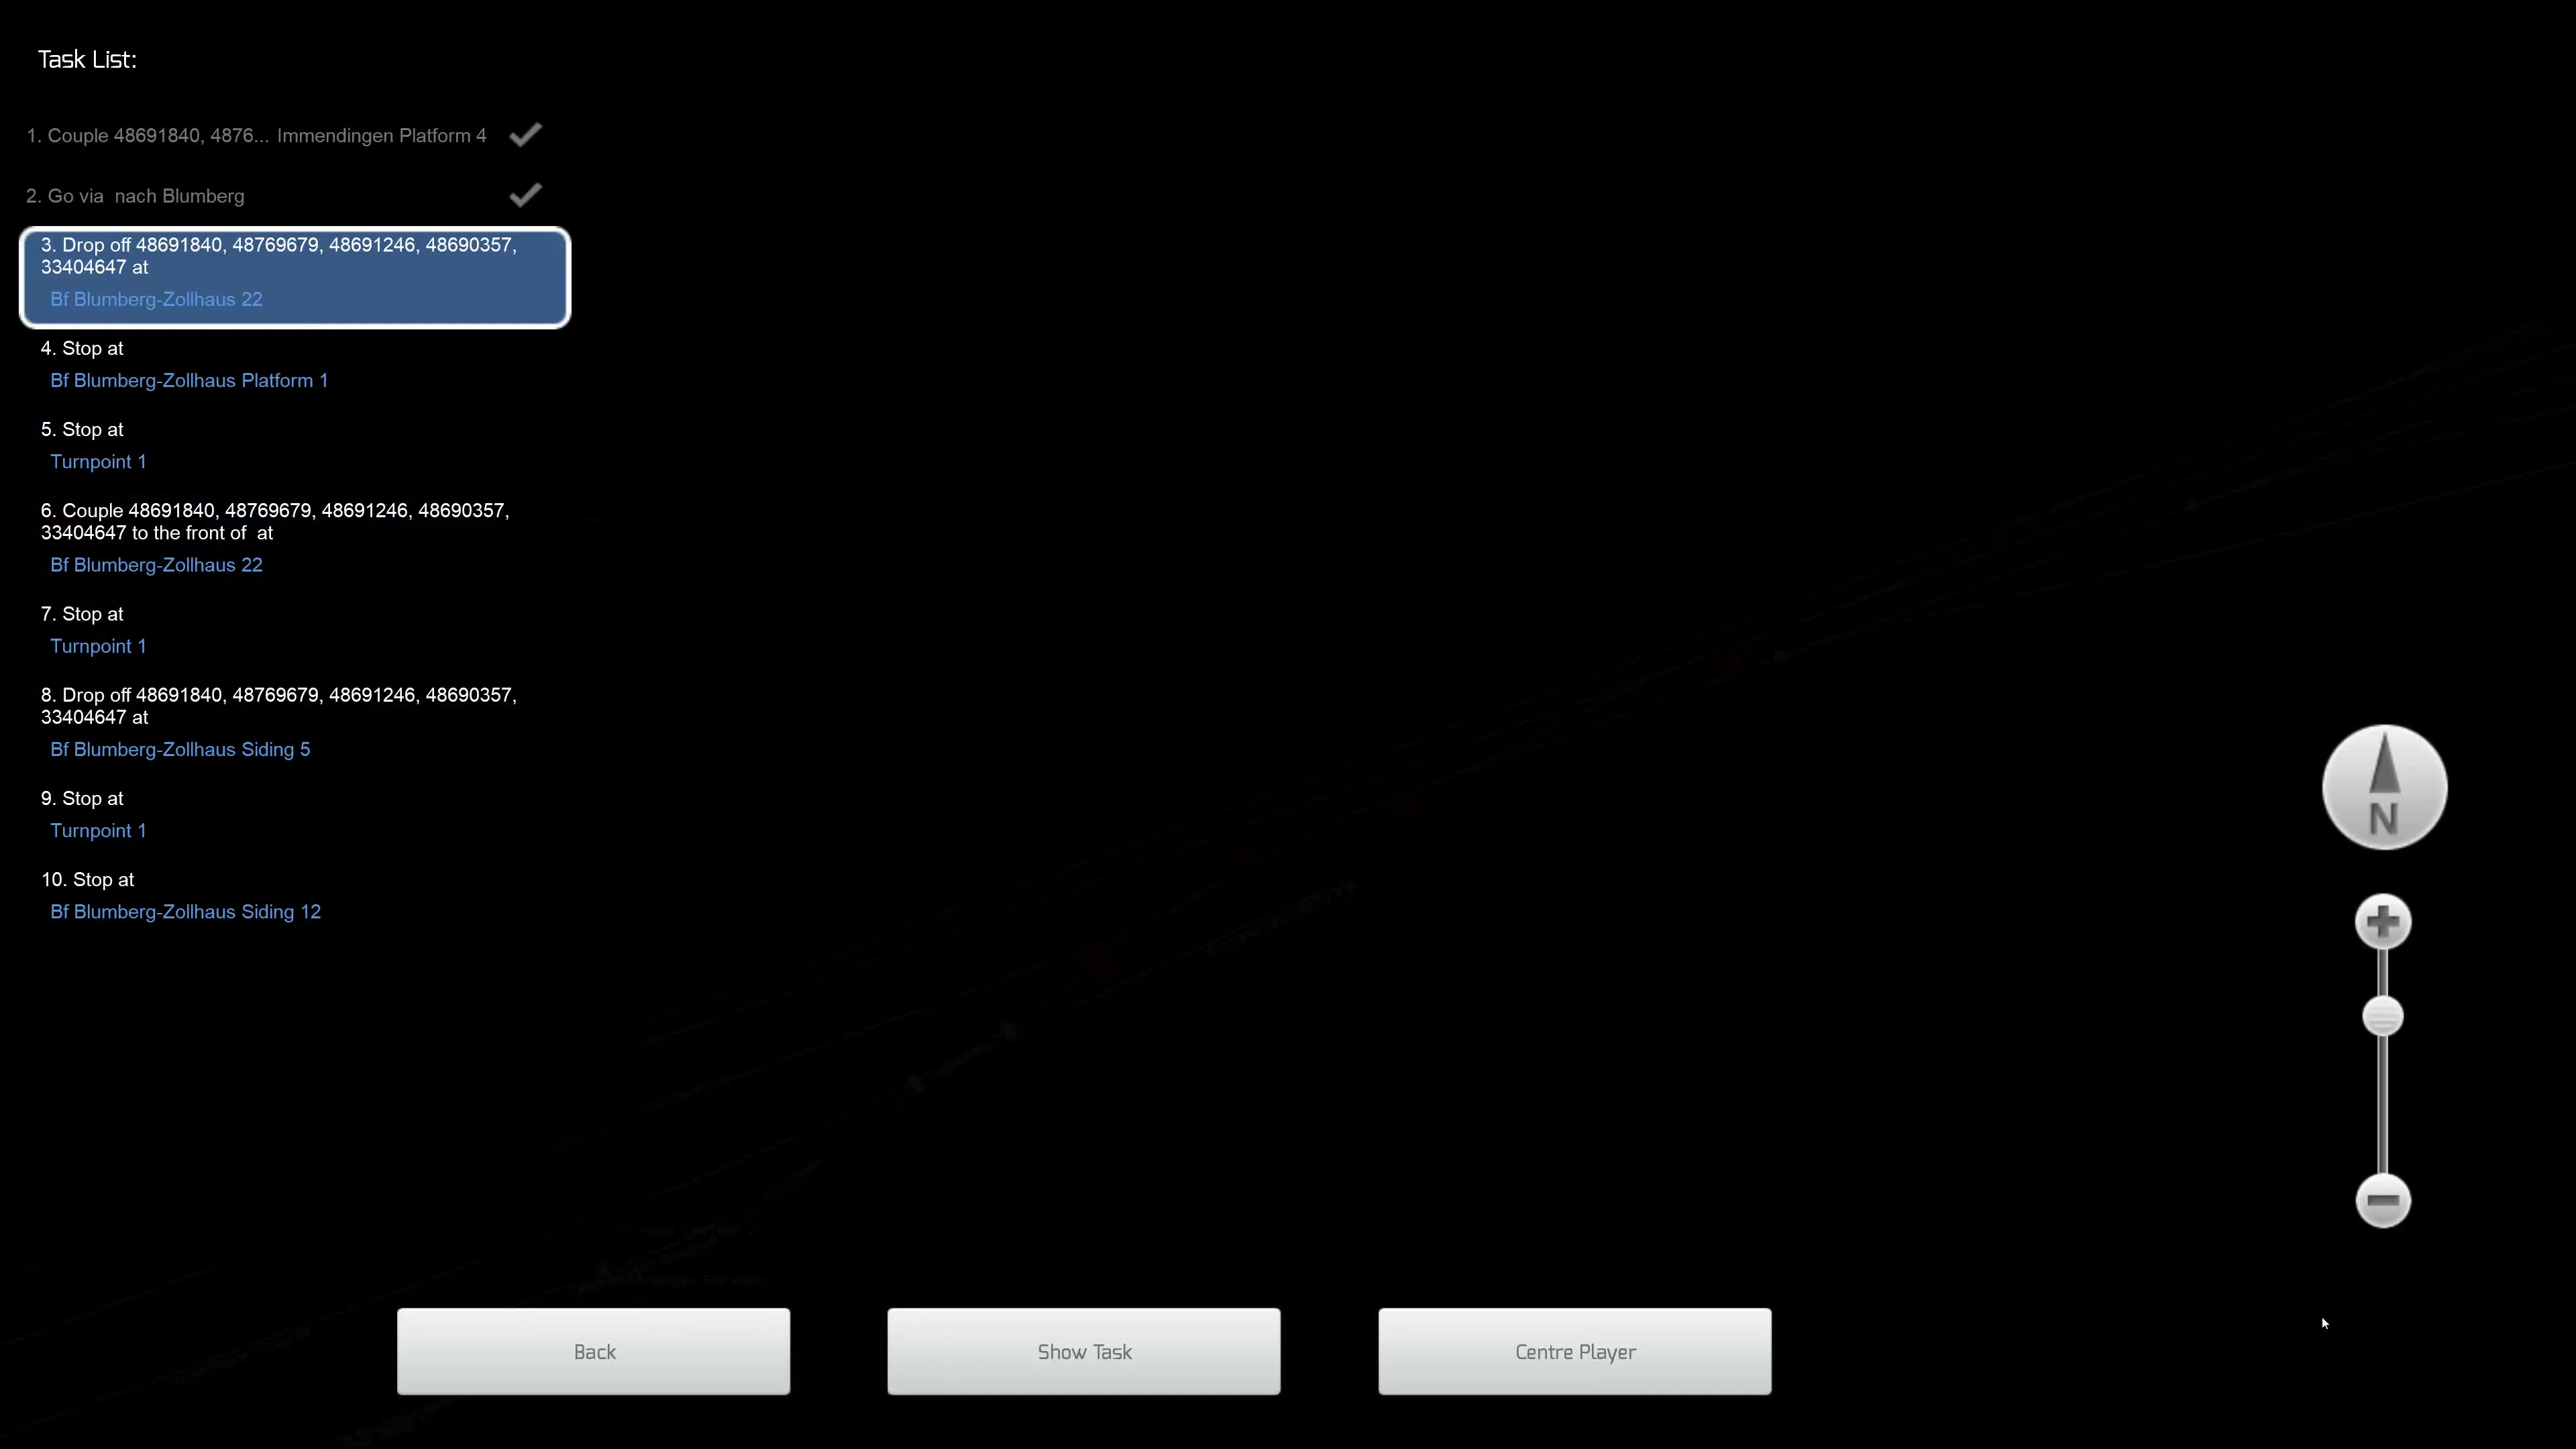 Task List:
1. Couple 48691840, 4876... Immendingen Platform 4
2. Go via  nach Blumberg
3. Drop off 48691840, 48769679, 48691246, 48690357,
33404647 at
Bf Blumberg-Zollhaus 22
4. Stop at
Bf Blumberg-Zollhaus Platform 1
5. Stop at
Turnpoint 1
6. Couple 48691840, 48769679, 48691246, 48690357,
33404647 to the front of  at
Bf Blumberg-Zollhaus 22
7. Stop at
Turnpoint 1
8. Drop off 48691840, 48769679, 48691246, 48690357,
33404647 at
Bf Blumberg-Zollhaus Siding 5
9. Stop at
Turnpoint 1
10. Stop at
Bf Blumberg-Zollhaus Siding 12
N
Back
Show Task
Centre Player